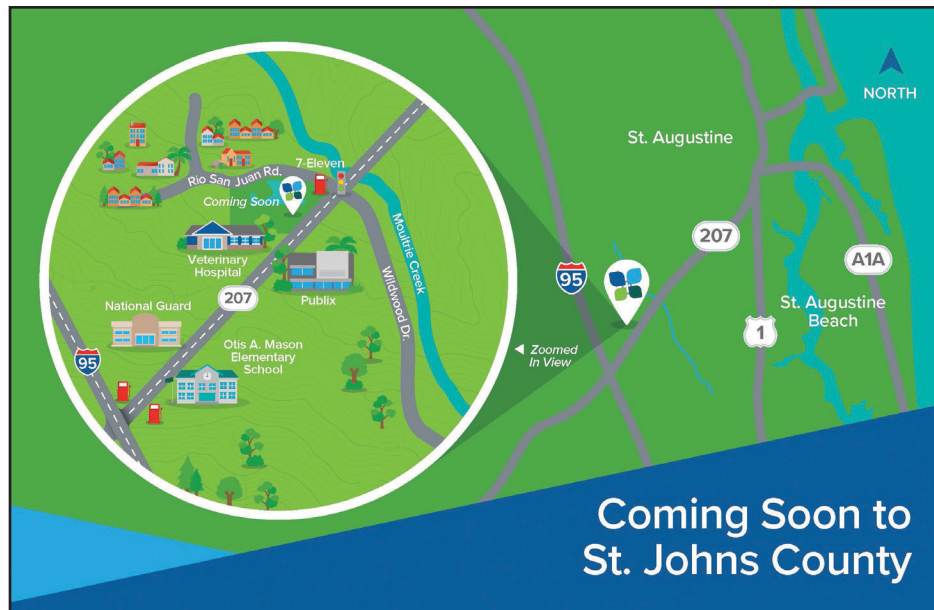 NORTH
St. Augustine
7-Eleven
Rio San Juan Rd.
Coming Soon
Moultrie Creek
Veterinary
Hospital
207
Publix
Wildwood Dr.
National Guard
Otis A. Mason
Elementary
School
95
Zoomed
In View
95
207
A1A
1
St. Augustine
Beach
Coming Soon to
St. Johns County